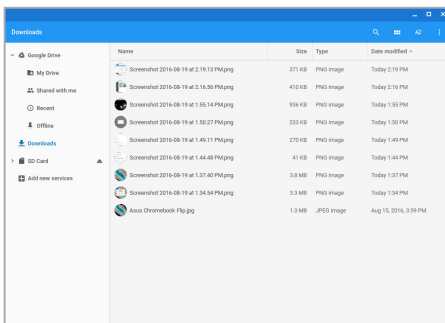 Downloads
Google Drive
My Drive
Shared with me
Recent
Offline
Downloads
SD Card
Add new services
Name Size Type Date modified
Screenshot 2016-08-19 at 2.19.13 PM.png 371 KB PNG image Today 2:19 PM
Screenshot 2016-08-19 at 2.16.56 PM.png 410 KB PNG image Today 2:16 PM
Screenshot 2016-08-19 at 1.55.14 PM.png 936 KB PNG image Today 1:55 PM
Screenshot 2016-08-19 at 1.50.27 PM.png 233 KB PNG image Today 1:50 PM
Screenshot 2016-08-19 at 1.49.11 PM.png 270 KB PNG image Today 1:49 PM
Screenshot 2016-08-19 at 1.44.48 PM.png 41 KB PNG image Today 1:44 PM
Screenshot 2016-08-19 at 1.37.40 PM.png 3.8 MB PNG image Today 1:37 PM
Screenshot 2016-08-19 at 1.34.54 PM.png 3.3 MB PNG image Today 1:34 PM
Asus Chromebook Flip.jpg 1.3 MB JPEG image Aug 15, 2016, 3:59 PM